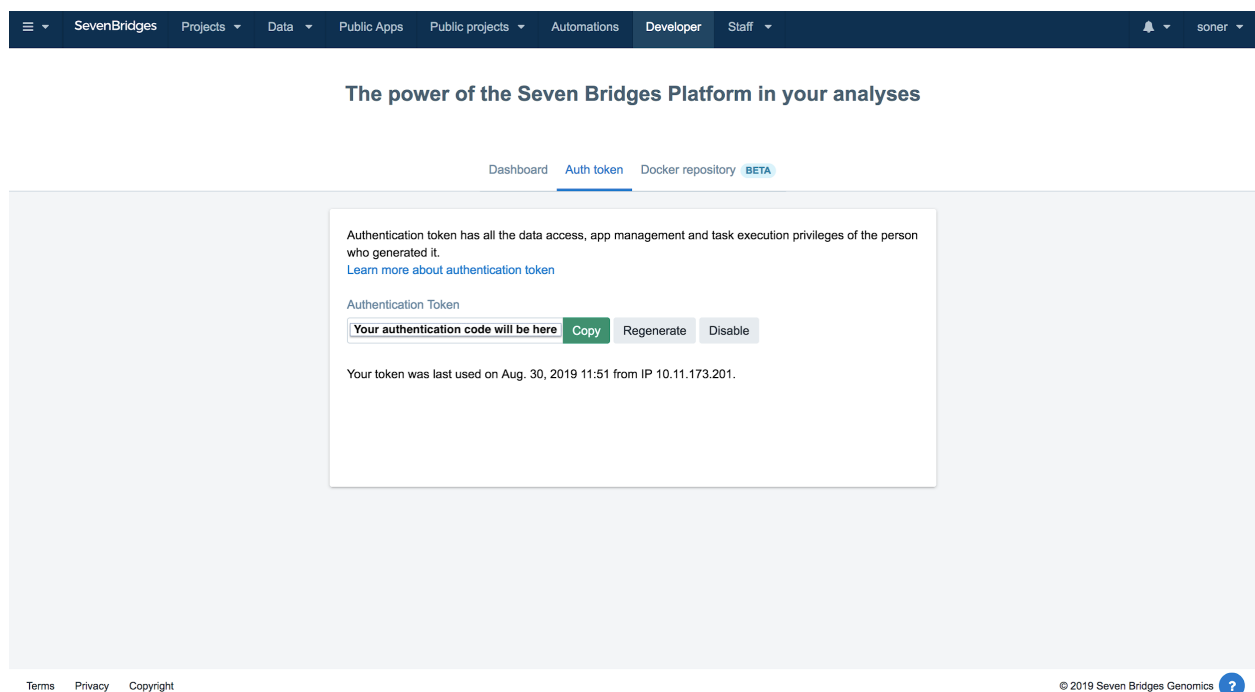 SevenBridges Projects Data Public Apps Public projects Automations Developer Staff soner
The power of the Seven Bridges Platform in your analyses
Dashboard Auth token Docker repository BETA
Authentication token has all the data access, app management and task execution privileges of the person
who generated it.
Learn more about authentication token
Authentication Token
Your authentication code will be here Copy Regenerate Disable
Your token was last used on Aug. 30, 2019 11:51 from IP 10.11.173.201.
Terms Privacy Copyright © 2019 Seven Bridges Genomics ?